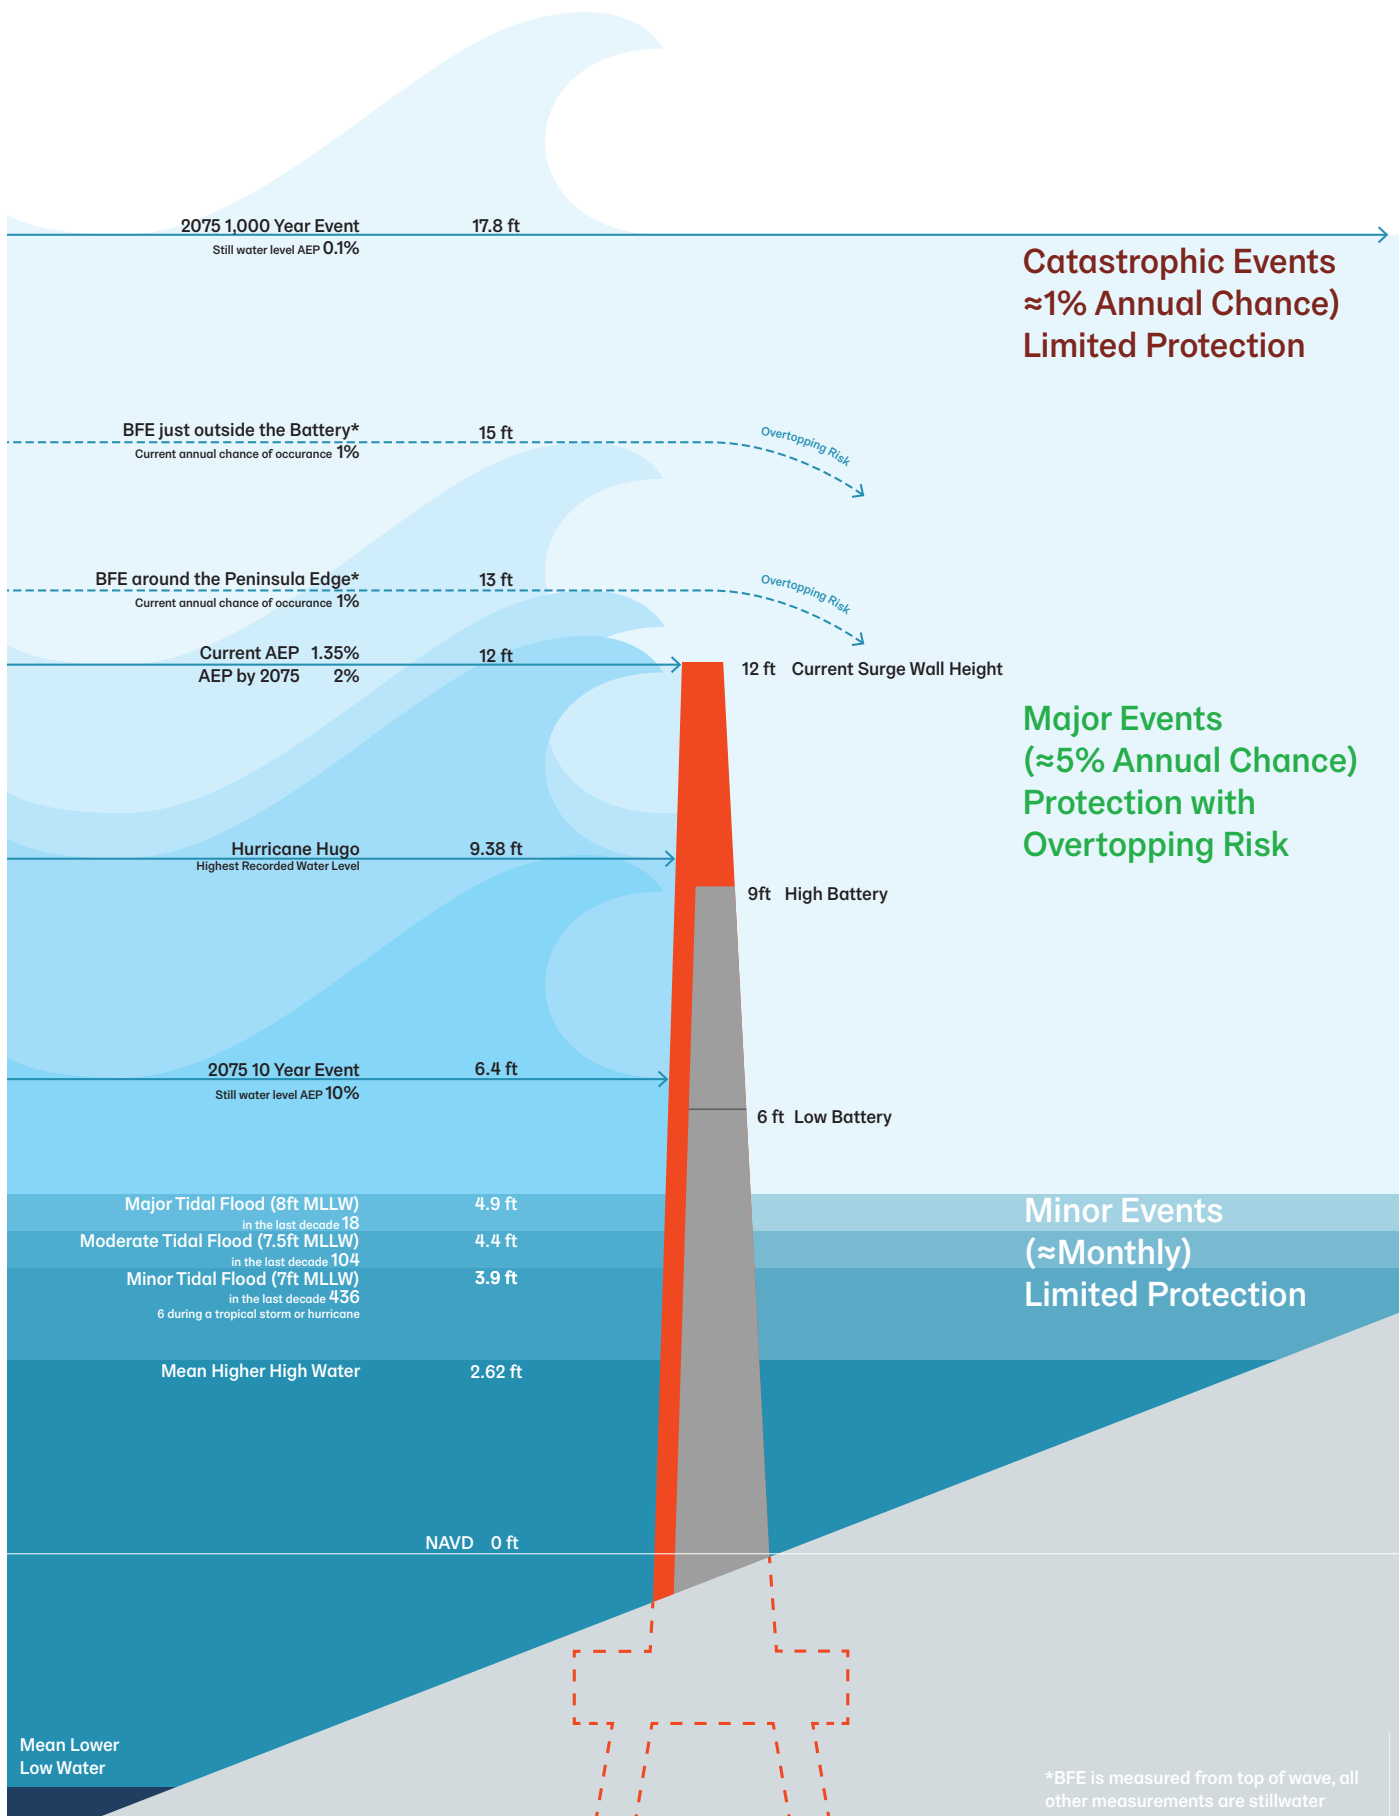 2075 1,000 Year Event 17.8 ft
Still water level AEP 0.1%
Catastrophic Events
≈1% Annual Chance)
Limited Protection
BFE just outside the Battery* 15 ft
Current annual chance of occurance 1%
Overtopping Risk
BFE around the Peninsula Edge* 13 ft
Current annual chance of occurance 1%
Overtopping Risk
Current AEP 1.35% 12 ft
AEP by 2075 2%
12 ft Current Surge Wall Height
Major Events
(≈5% Annual Chance)
Protection with
Overtopping Risk
Hurricane Hugo 9.38 ft
Highest Recorded Water Level
9ft High Battery
2075 10 Year Event 6.4 ft
Still water level AEP 10%
6 ft Low Battery
Major Tidal Flood (8ft MLLW) 4.9 ft
in the last decade 18
Moderate Tidal Flood (7.5ft MLLW) 4.4 ft
in the last decade 104
Minor Tidal Flood (7ft MLLW) 3.9 ft
in the last decade 436
6 during a tropical storm or hurricane
Minor Events
(≈Monthly)
Limited Protection
Mean Higher High Water 2.62 ft
NAVD 0 ft
Mean Lower
Low Water
*BFE is measured from top of wave, all
other measurements are stillwater